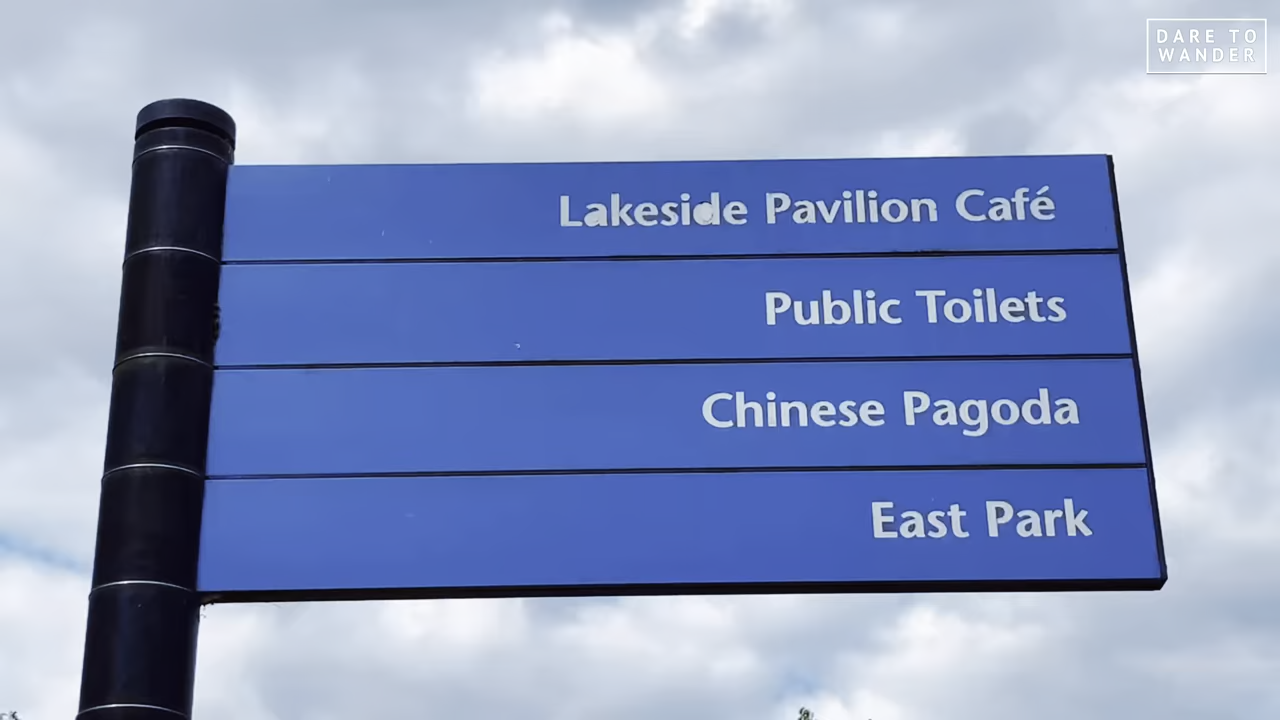 DARE TO
WANDER
Lakeside Pavilion Café
Public Toilets
Chinese Pagoda
East Park